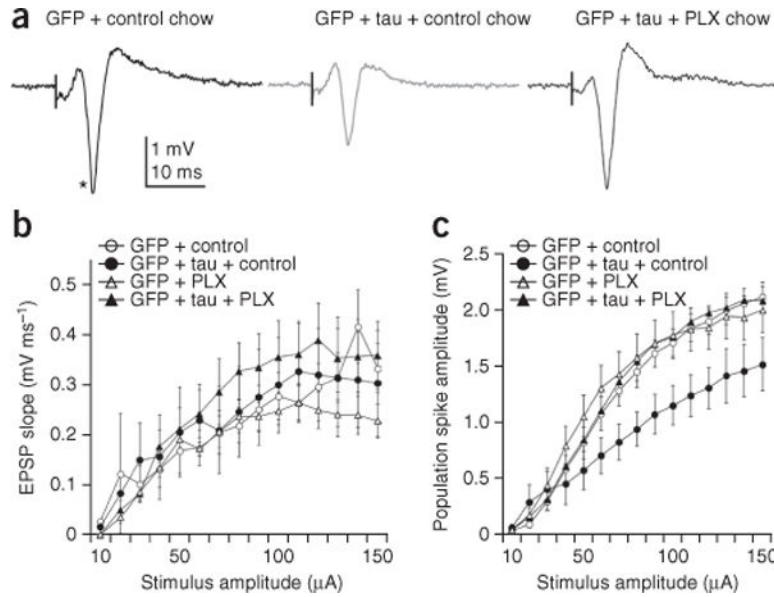 a
GFP + control chow
GFP + tau + control chow
GFP + tau + PLX chow
*
1 mV
10 ms
b
GFP + control
GFP + tau + control
GFP + PLX
GFP + tau + PLX
EPSP slope (mV ms⁻¹)
0.5
0.4
0.3
0.2
0.1
0
10
50
100
150
Stimulus amplitude (μA)
c
GFP + control
GFP + tau + control
GFP + PLX
GFP + tau + PLX
Population spike amplitude (mV)
2.5
2.0
1.5
1.0
0.5
0
10
50
100
150
Stimulus amplitude (μA)